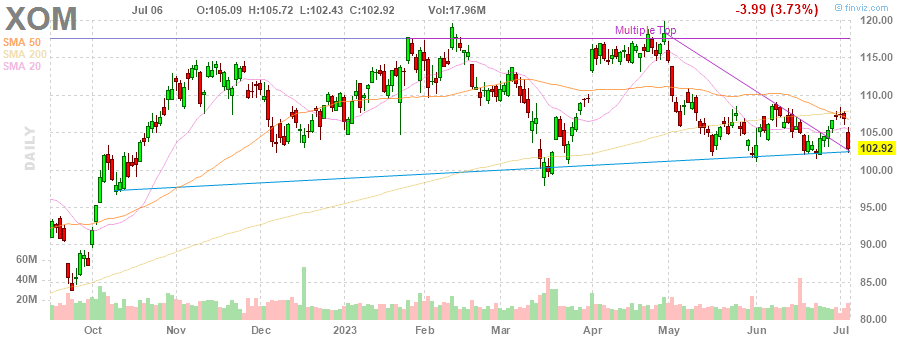 XOM Jul 06 O:105.09 H:105.72 L:102.43 C:102.92 Vol:17.96M -3.99 (3.73%) @ finviz.com
120.00
Multiple Top
SMA 50
SMA 200
SMA 20
115.00
110.00
105.00
102.92
100.00
95.00
90.00
85.00
80.00
DAILY
60M
40M
20M
Oct Nov Dec 2023 Feb Mar Apr May Jun Jul